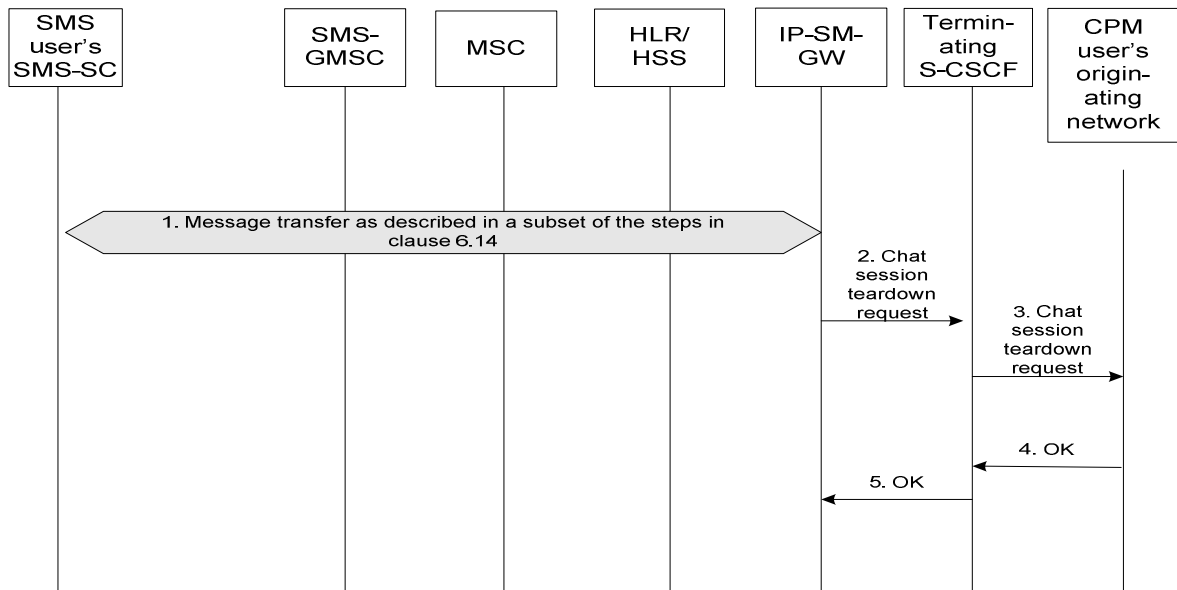 SMS
user's
SMS-SC
SMS-
GMSC
MSC
HLR/
HSS
IP-SM-
GW
Termin-
ating
S-CSCF
CPM
user's
origin-
ating
network
1. Message transfer as described in a subset of the steps in
clause 6.14
2. Chat
session
teardown
request
3. Chat
session
teardown
request
4. OK
5. OK